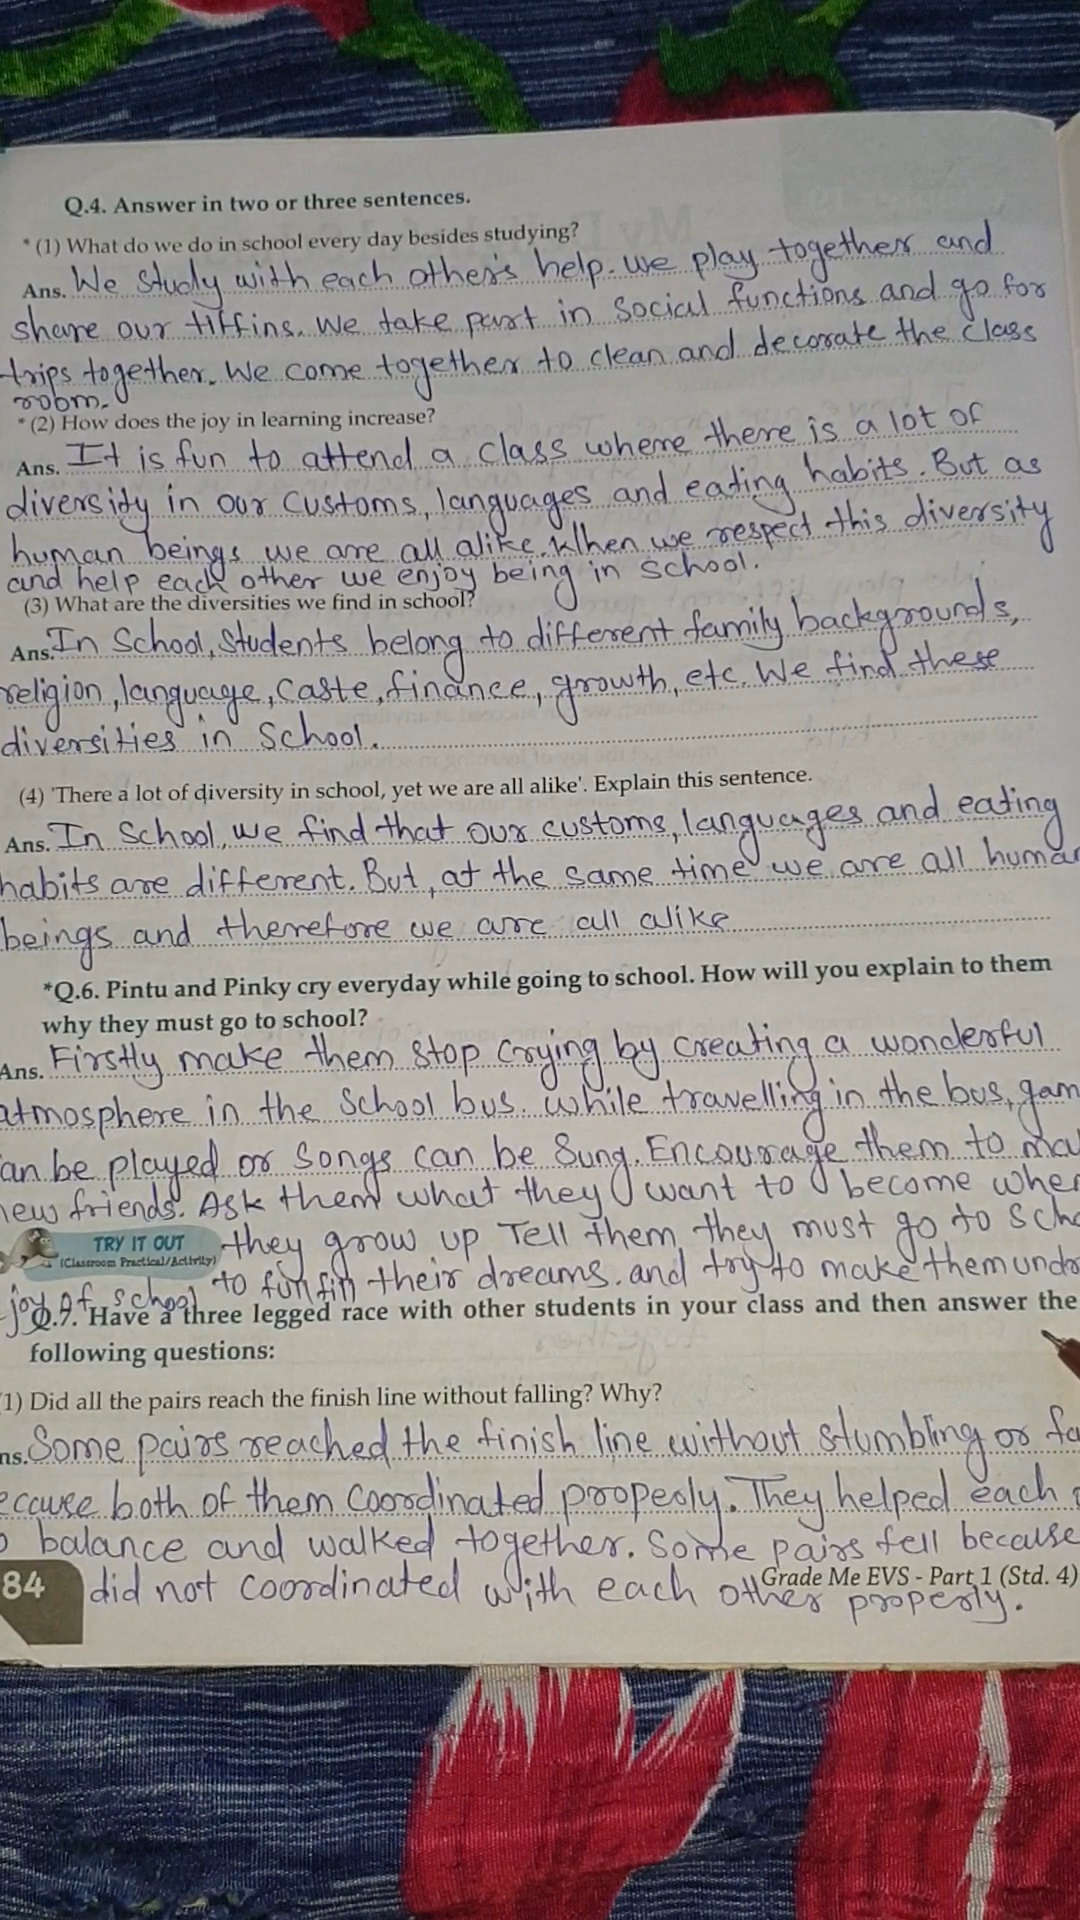 Q.4. Answer in two or three sentences.
* (1) What do we do in school every day besides studying?
Ans. We study with each other's help. we play together and
share our tiffins. We take part in social functions and go for
trips together. We come together to clean and decorate the class
room.
* (2) How does the joy in learning increase?
Ans. It is fun to attend a class where there is a lot of
diversity in our customs, languages and eating habits. But as
human beings we are all alike. When we respect this diversity
and help each other we enjoy being in school.
(3) What are the diversities we find in school?
Ans. In School, students belong to different family backgrounds,
religion, language, caste, finance, growth, etc. We find these
diversities in School.
(4) 'There a lot of diversity in school, yet we are all alike'. Explain this sentence.
Ans. In School, we find that our customs, languages and eating
habits are different. But, at the same time we are all human
beings and therefore we are all alike
*Q.6. Pintu and Pinky cry everyday while going to school. How will you explain to them
why they must go to school?
Ans. Firstly make them stop crying by creating a wonderful
atmosphere in the School bus. while travelling in the bus, gam
an be played or songs can be sung. Encourage them to ma
new friends. Ask them what they want to become when
TRY IT OUT they grow up Tell them they must go to Scho
(Classroom Practical/Activity) to fulfill their dreams. and try to make them unde
joy of school
Q.7. Have a three legged race with other students in your class and then answer the
following questions:
1) Did all the pairs reach the finish line without falling? Why?
ns. Some pairs reached the finish line without stumbling or fa
ecause both of them coordinated properly. They helped each
balance and walked together. Some pairs fell because
did not coordinated with each other properly.
84 Grade Me EVS - Part 1 (Std. 4)